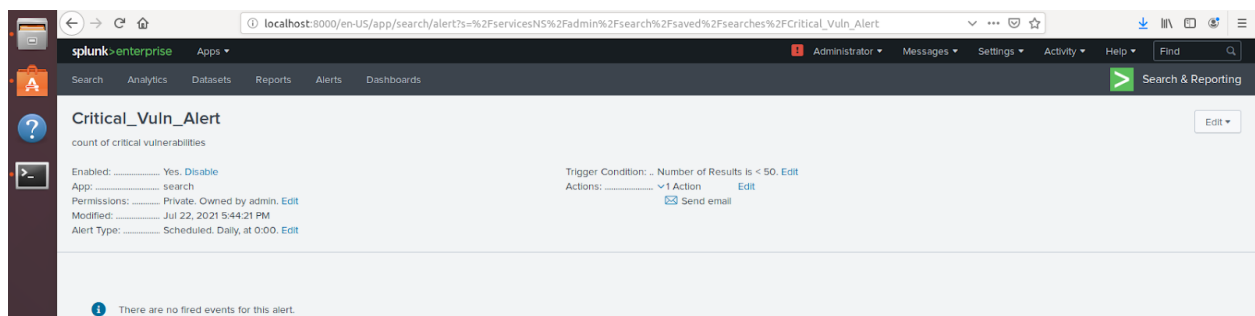 localhost:8000/en-US/app/search/alert?s=%2FservicesNS%2Fadmin%2Fsearch%2Fsaved%2Fsearches%2FCritical_Vuln_Alert
splunk>enterprise Apps
Administrator Messages Settings Activity Help Find
Search Analytics Datasets Reports Alerts Dashboards Search & Reporting
Critical_Vuln_Alert Edit
count of critical vulnerabilities
Enabled: ..................... Yes. Disable Trigger Condition: .. Number of Results is < 50. Edit
App: ............................. search Actions: ...................... 1 Action Edit
Permissions: ............. Private. Owned by admin. Edit Send email
Modified: .................... Jul 22, 2021 5:44:21 PM
Alert Type: ................. Scheduled. Daily, at 0:00. Edit
There are no fired events for this alert.